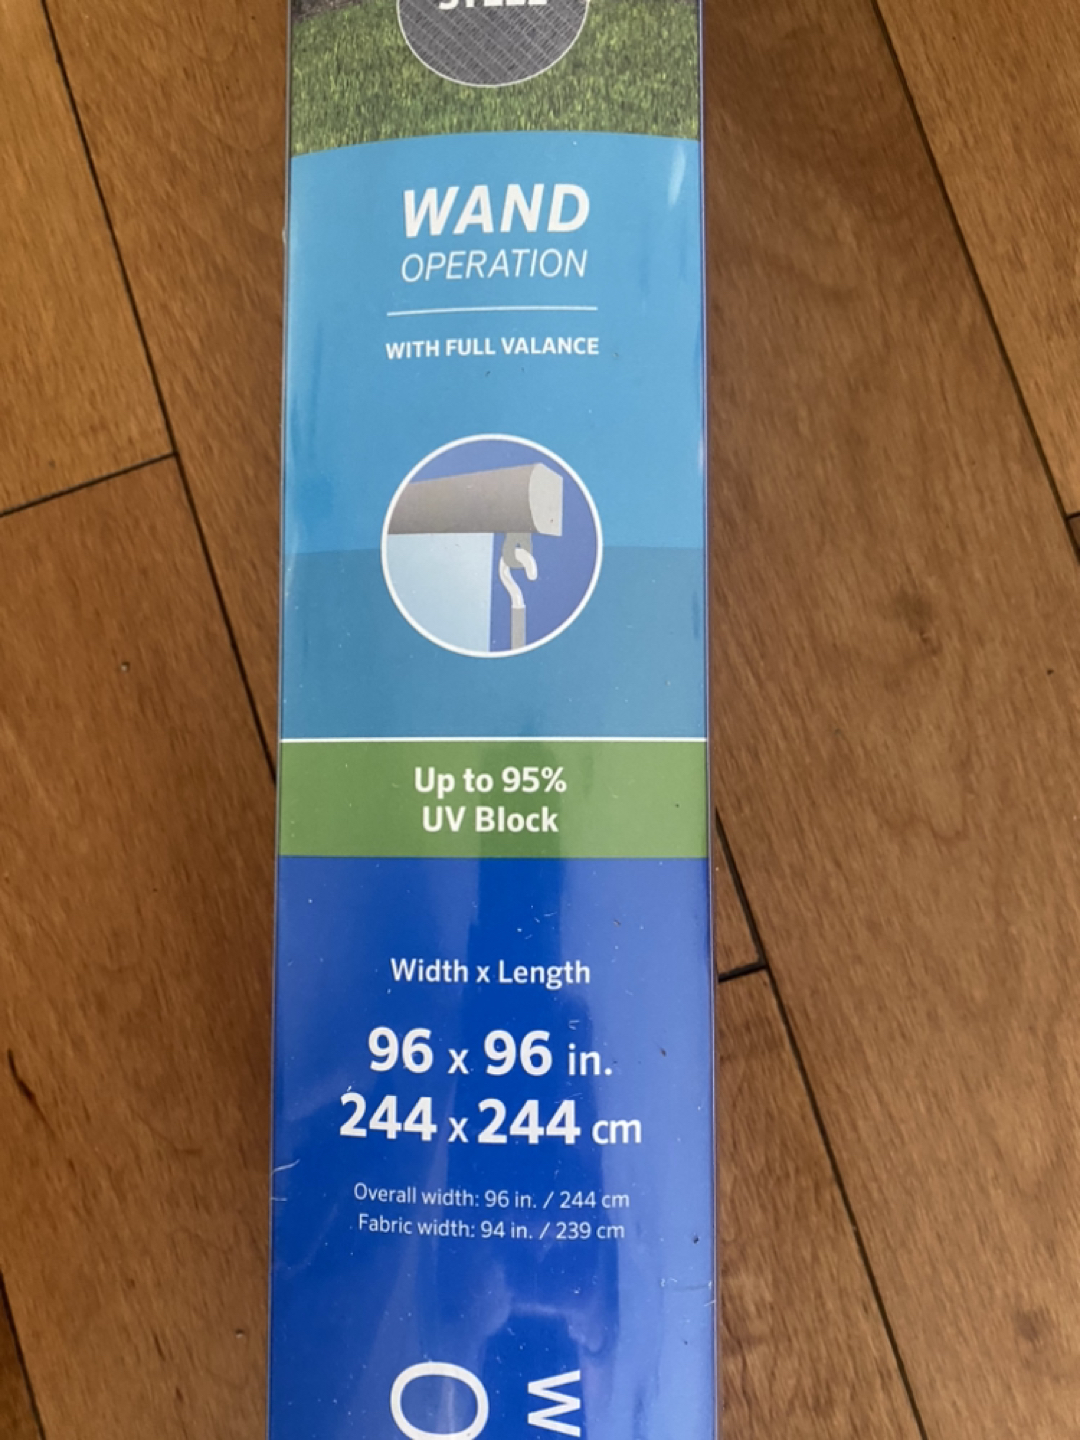 WAND
OPERATION
WITH FULL VALANCE
Up to 95%
UV Block
Width x Length
96 x 96 in.
244 x 244 cm
Overall width: 96 in. / 244 cm
Fabric width: 94 in. / 239 cm